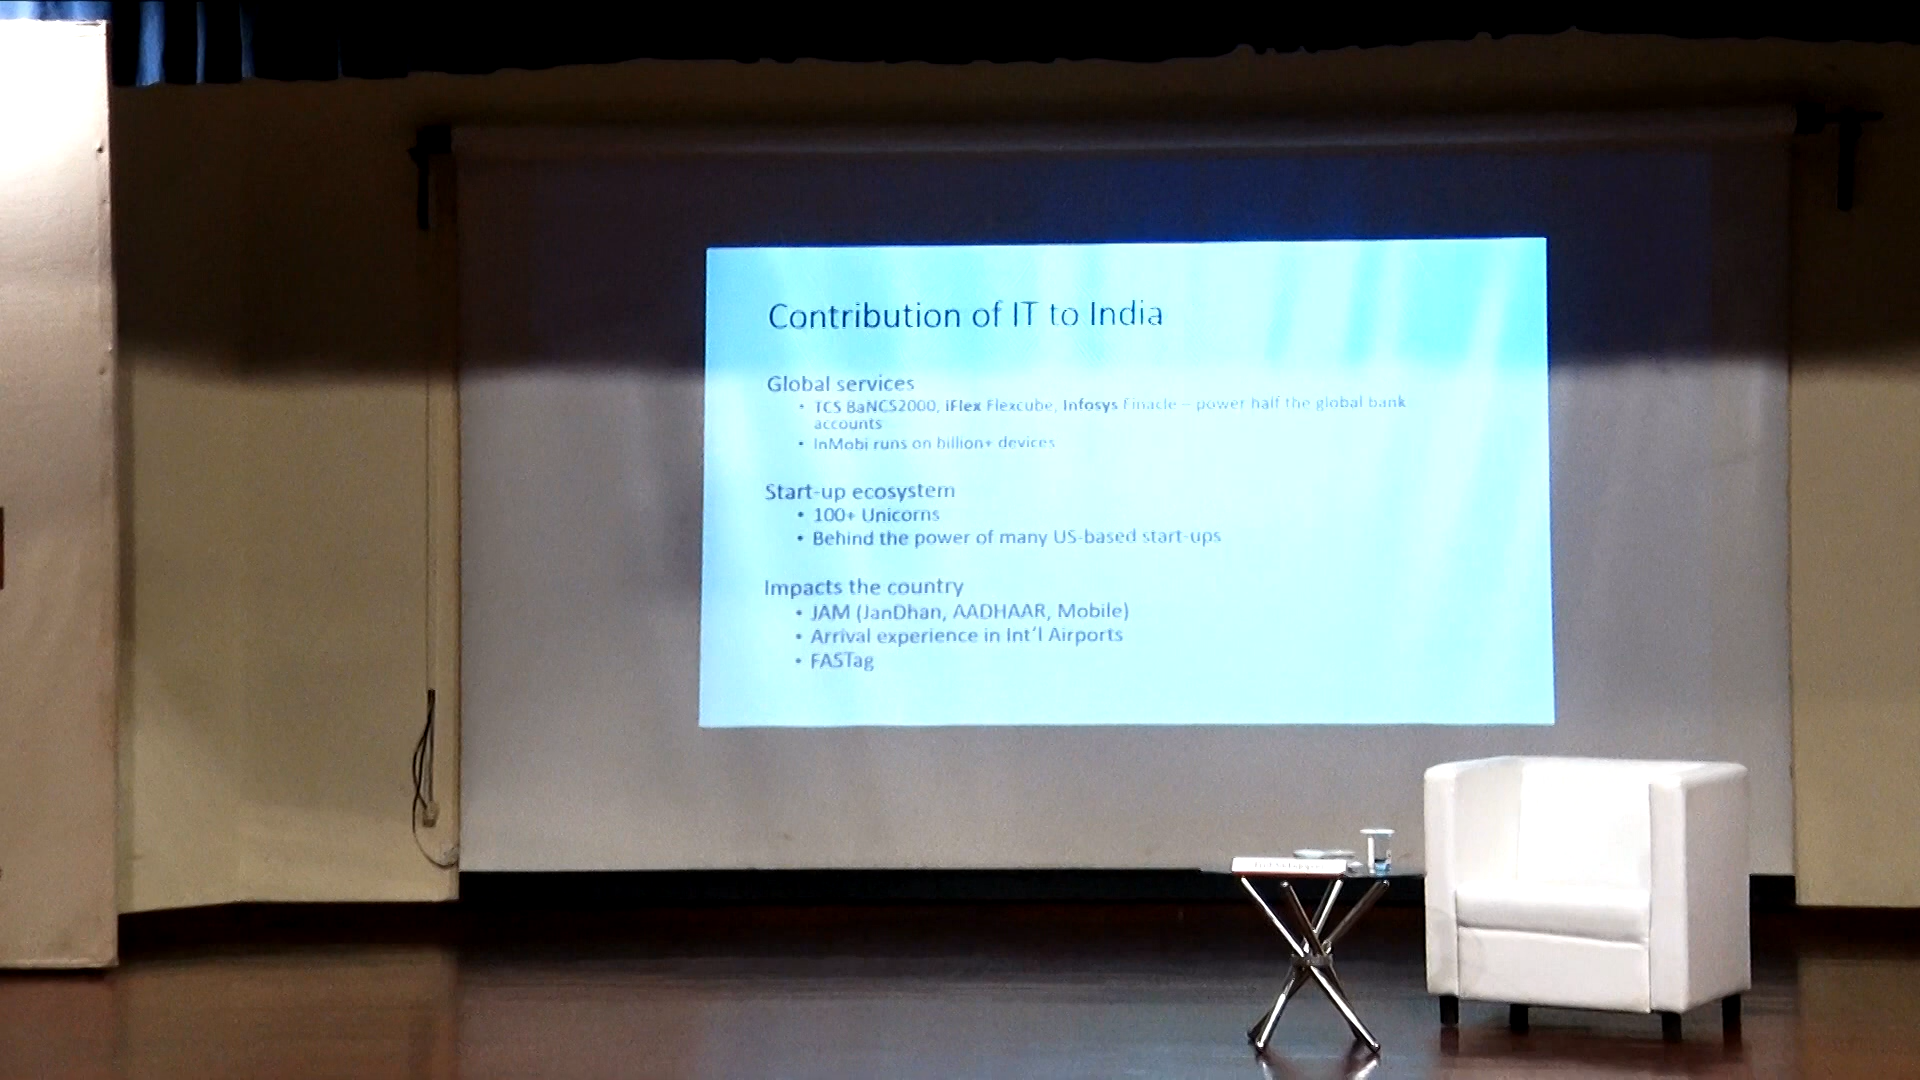 Contribution of IT to India
Global services
• TCS BaNCS2000, iFlex Flexcube, Infosys Finacle – power half the global bank
accounts
• InMobi runs on billion+ devices
Start-up ecosystem
• 100+ Unicorns
• Behind the power of many US-based start-ups
Impacts the country
• JAM (JanDhan, AADHAAR, Mobile)
• Arrival experience in Int'l Airports
• FASTag